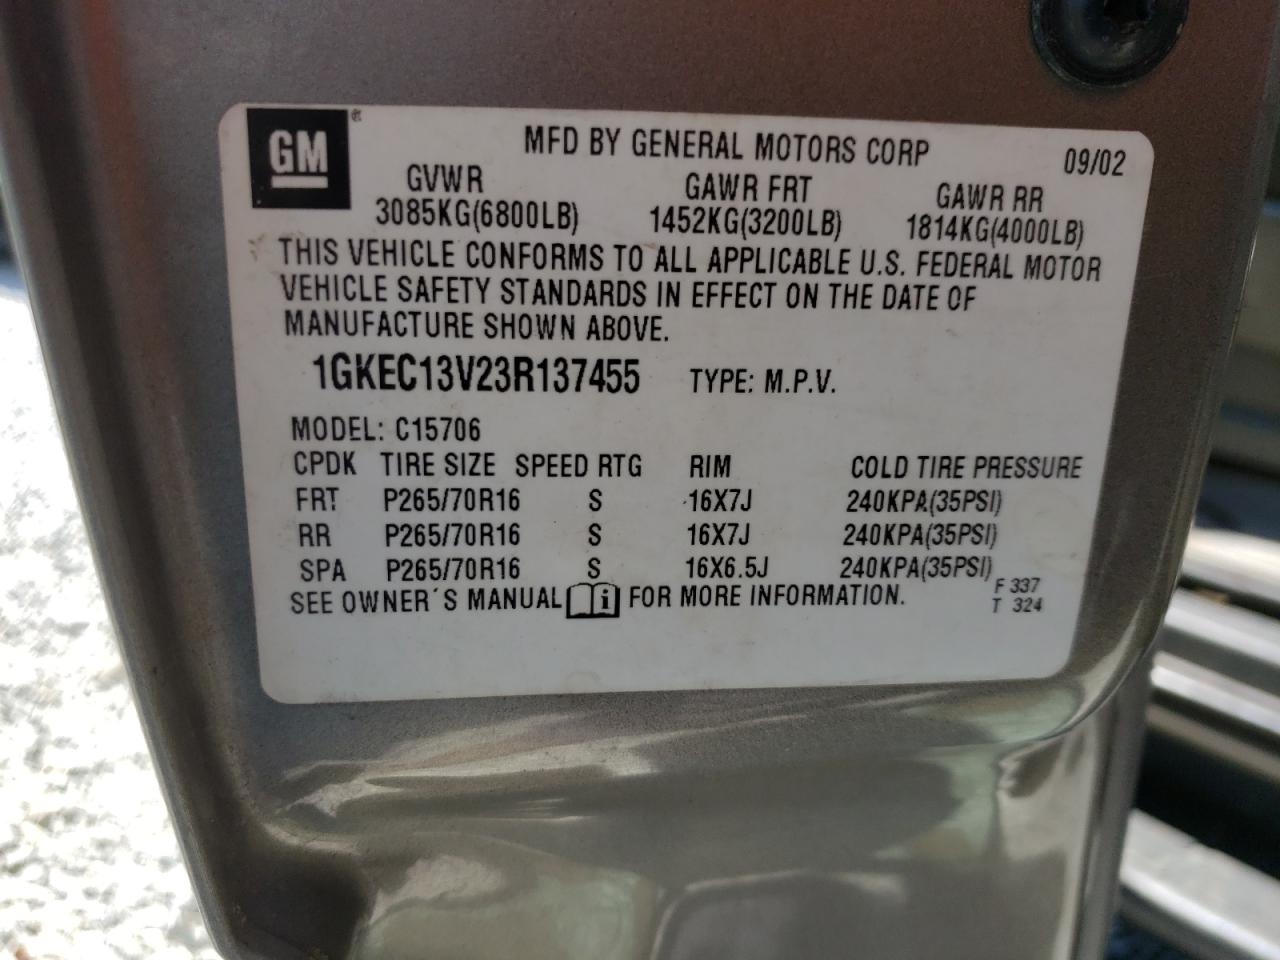 GM
MFD BY GENERAL MOTORS CORP 09/02
GVWR GAWR FRT GAWR RR
3085KG(6800LB) 1452KG(3200LB) 1814KG(4000LB)
THIS VEHICLE CONFORMS TO ALL APPLICABLE U.S. FEDERAL MOTOR
VEHICLE SAFETY STANDARDS IN EFFECT ON THE DATE OF
MANUFACTURE SHOWN ABOVE.
1GKEC13V23R137455 TYPE: M.P.V.
MODEL: C15706
CPDK TIRE SIZE SPEED RTG RIM COLD TIRE PRESSURE
FRT P265/70R16 S 16X7J 240KPA(35PSI)
RR P265/70R16 S 16X7J 240KPA(35PSI)
SPA P265/70R16 S 16X6.5J 240KPA(35PSI)
SEE OWNER´S MANUAL i FOR MORE INFORMATION.
F 337
T 324